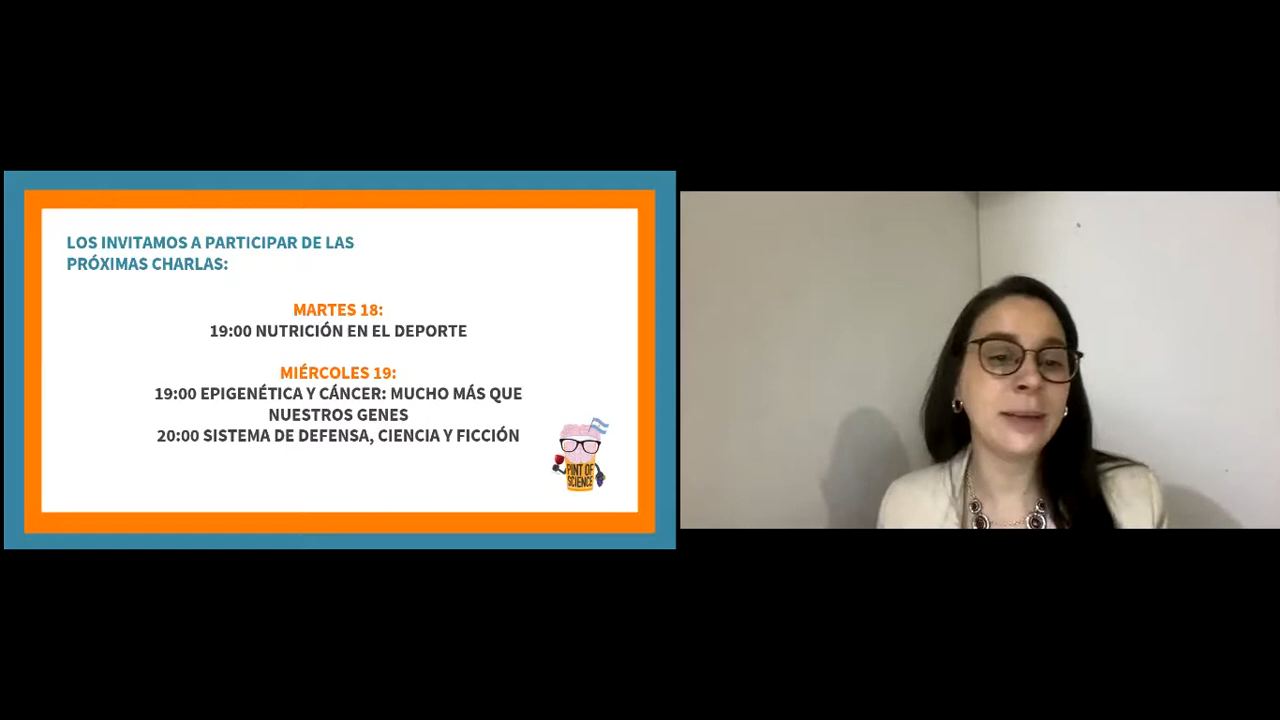 LOS INVITAMOS A PARTICIPAR DE LAS
PRÓXIMAS CHARLAS:
MARTES 18:
19:00 NUTRICIÓN EN EL DEPORTE
MIÉRCOLES 19:
19:00 EPIGENÉTICA Y CÁNCER: MUCHO MÁS QUE
NUESTROS GENES
20:00 SISTEMA DE DEFENSA, CIENCIA Y FICCIÓN
PINT OF
SCIENCE